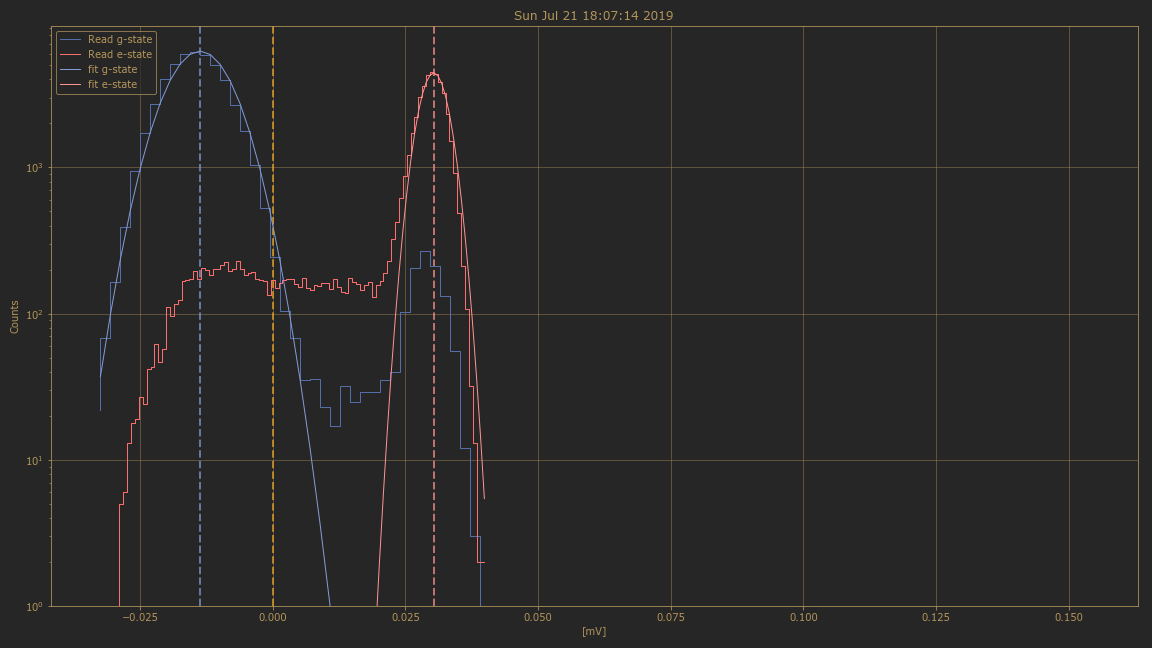 Sun Jul 21 18:07:14 2019
Read g-state
Read e-state
fit g-state
fit e-state
Counts
10³
10²
10¹
10⁰
−0.025 0.000 0.025 0.050 0.075 0.100 0.125 0.150
[mV]